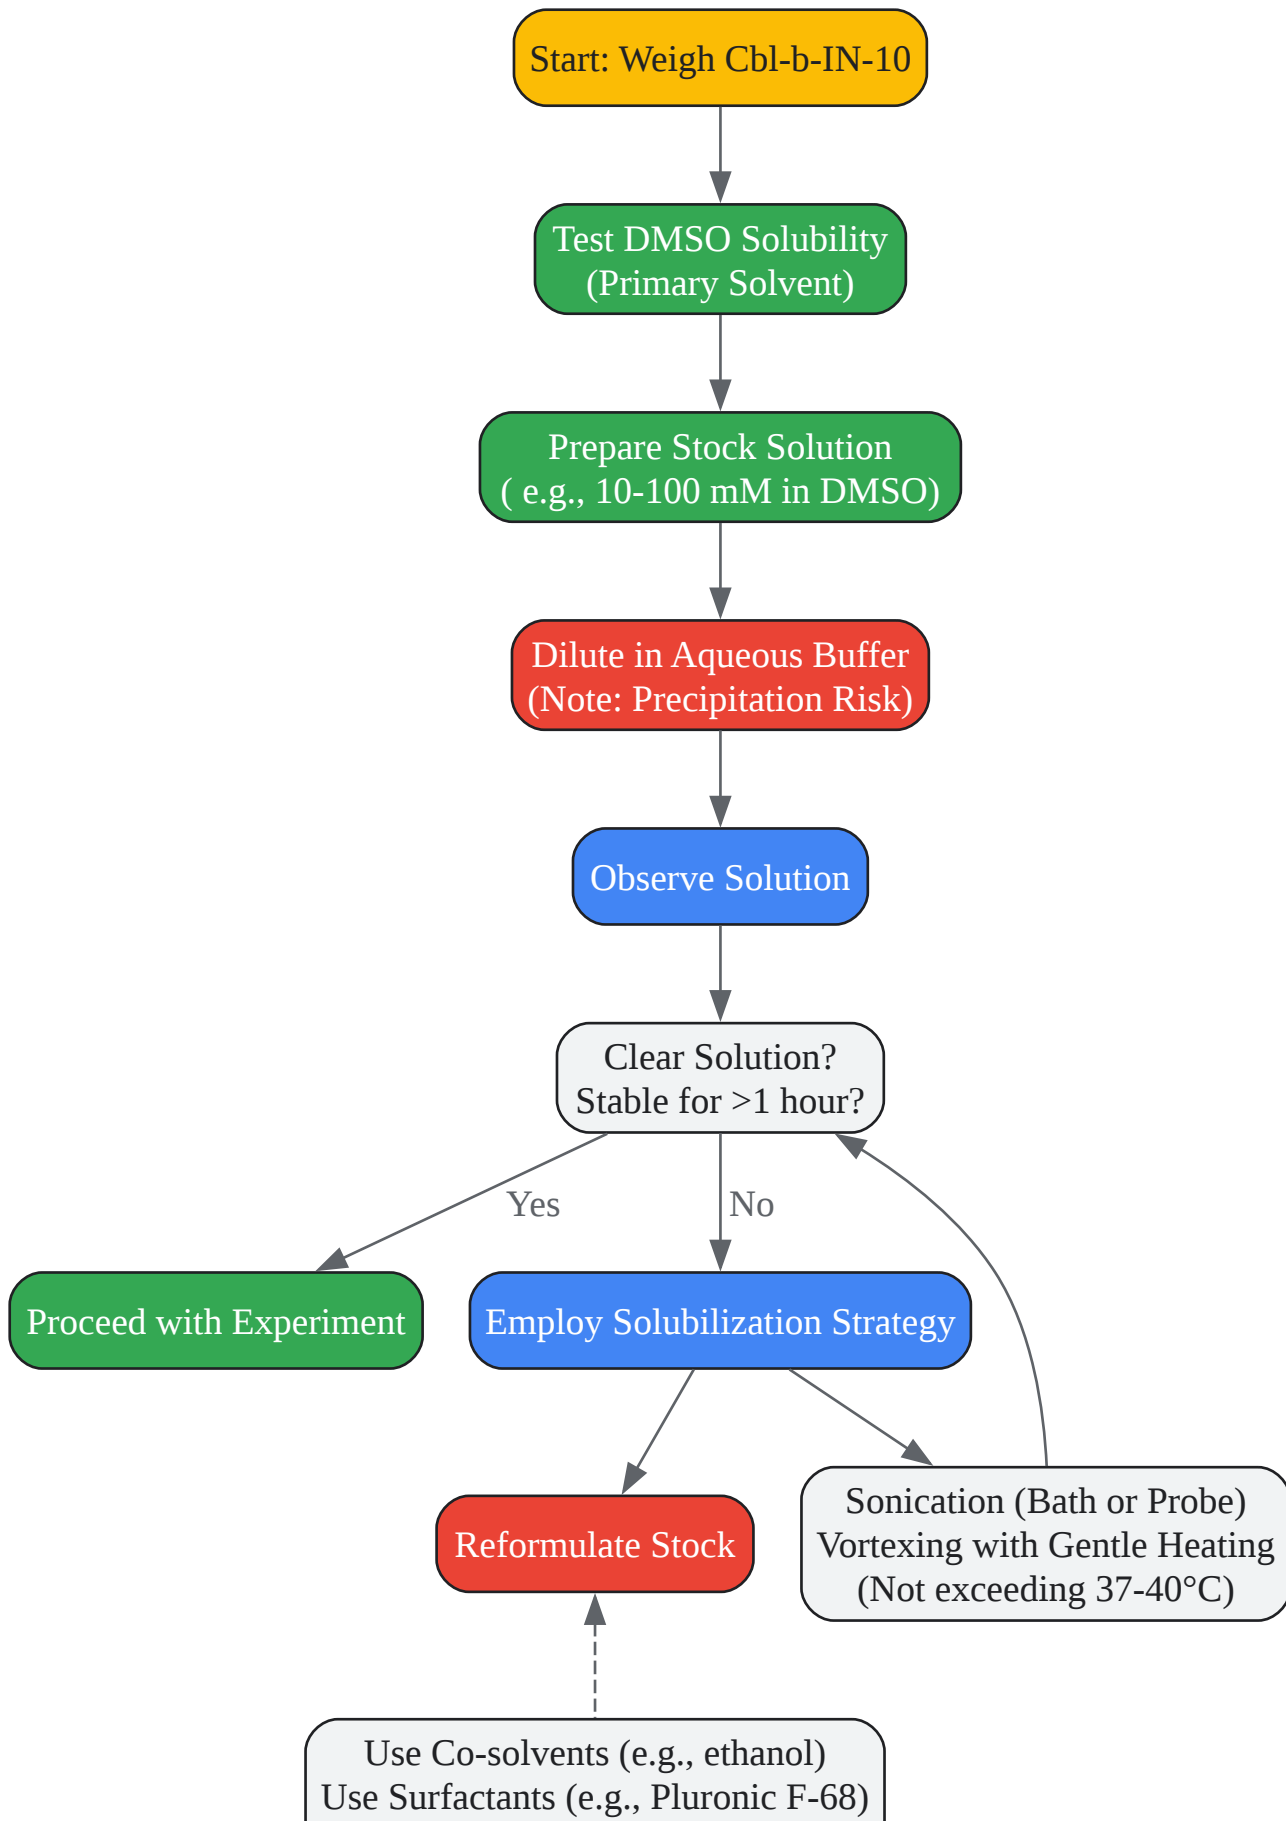 Start: Weigh Cbl-b-IN-10
Test DMSO Solubility
(Primary Solvent)
Prepare Stock Solution
( e.g., 10-100 mM in DMSO)
Dilute in Aqueous Buffer
(Note: Precipitation Risk)
Observe Solution
Clear Solution?
Stable for >1 hour?
Yes
No
Proceed with Experiment
Employ Solubilization Strategy
Reformulate Stock
Sonication (Bath or Probe)
Vortexing with Gentle Heating
(Not exceeding 37-40°C)
Use Co-solvents (e.g., ethanol)
Use Surfactants (e.g., Pluronic F-68)